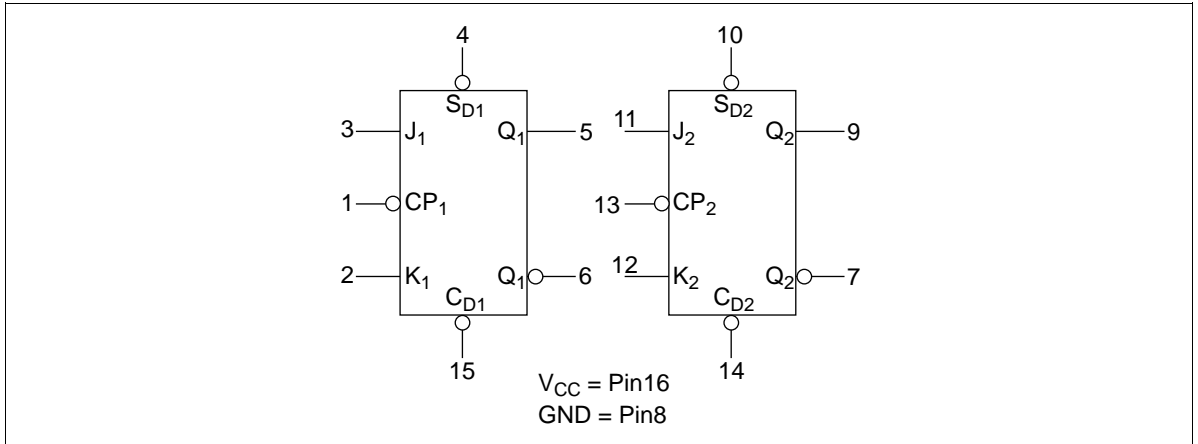 4 10
S_D1 S_D2
3 J_1 Q_1 5 11 J_2 Q_2 9
1 CP_1 13 CP_2
2 K_1 Q_1 6 12 K_2 Q_2 7
C_D1 C_D2
15 14
V_CC = Pin16
GND = Pin8